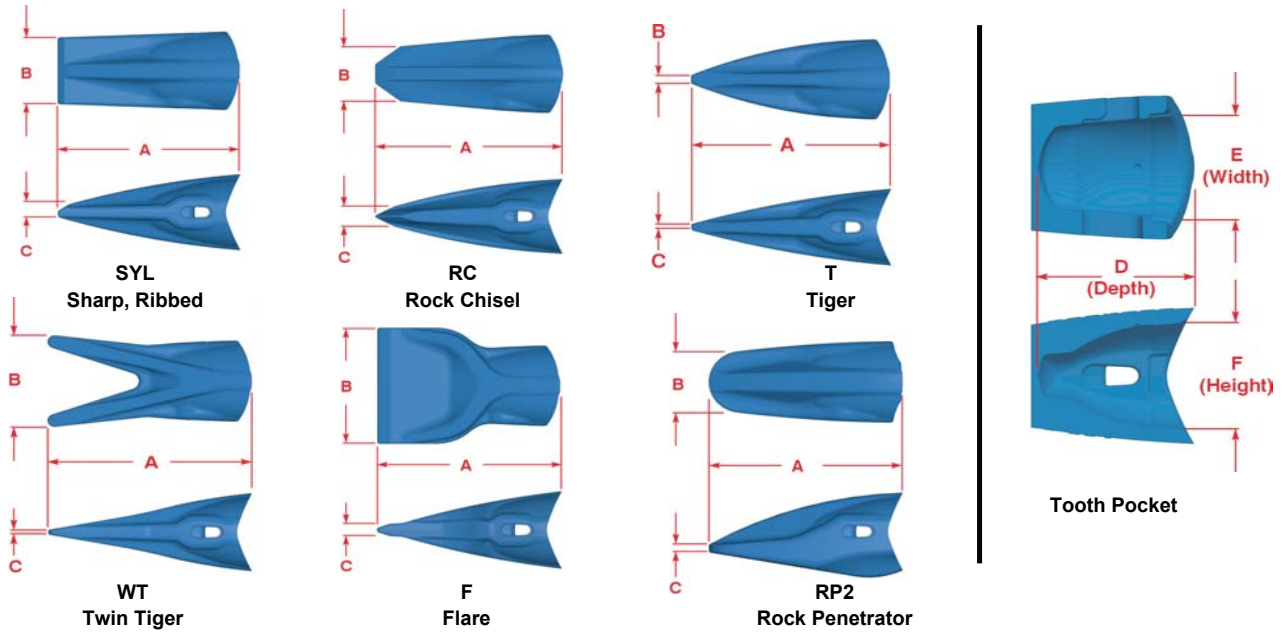 B
A
C
SYL
Sharp, Ribbed
B
A
C
RC
Rock Chisel
B
A
C
T
Tiger
B
A
C
WT
Twin Tiger
B
A
C
F
Flare
B
A
C
RP2
Rock Penetrator
E
(Width)
D
(Depth)
F
(Height)
Tooth Pocket